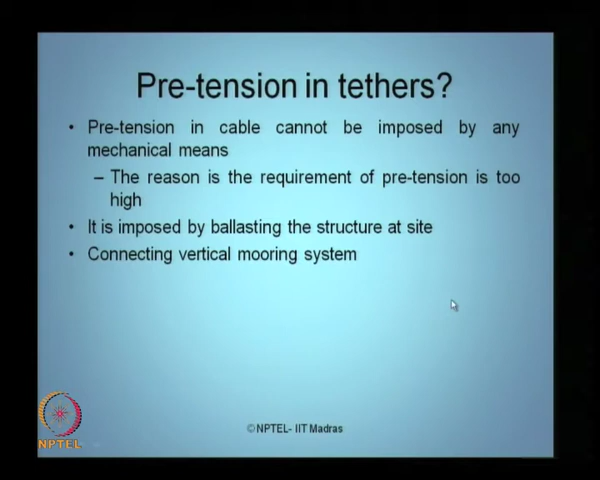 Pre-tension in tethers?
• Pre-tension in cable cannot be imposed by any
mechanical means
– The reason is the requirement of pre-tension is too
high
• It is imposed by ballasting the structure at site
• Connecting vertical mooring system
NPTEL
©NPTEL- IIT Madras